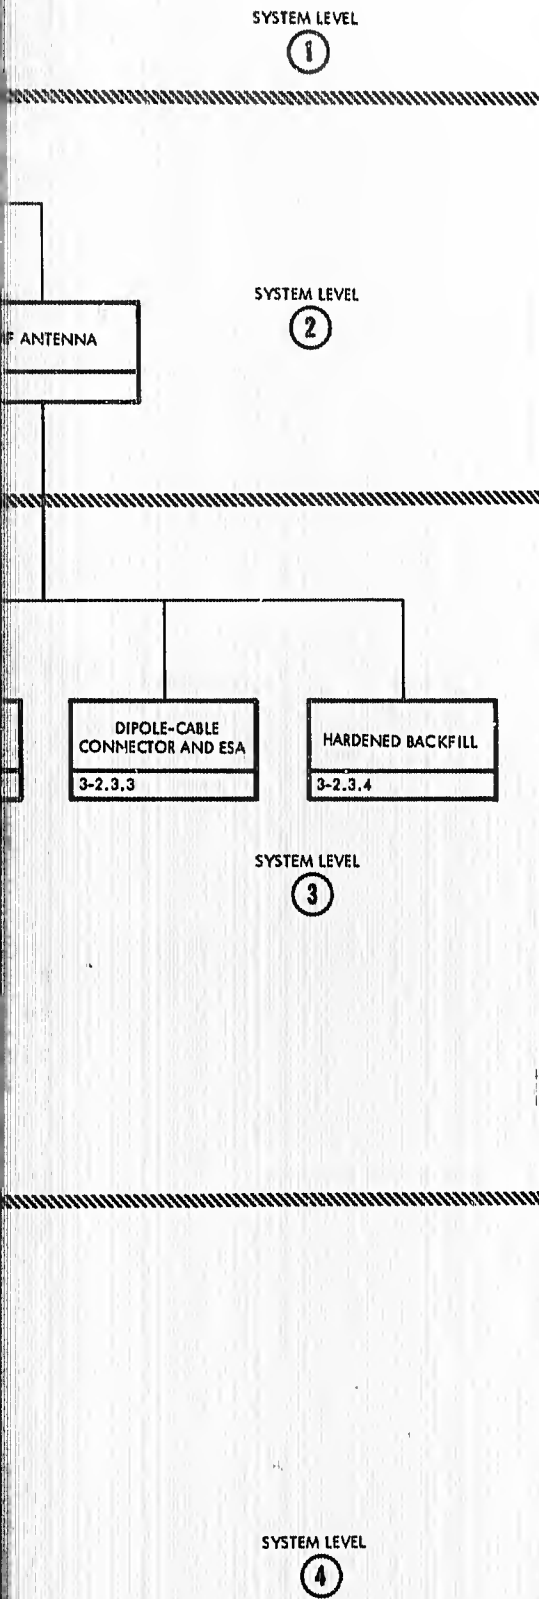 SYSTEM LEVEL
1
F ANTENNA
SYSTEM LEVEL
2
DIPOLE-CABLE
CONNECTOR AND ESA
3-2.3.3
HARDENED BACKFILL
3-2.3.4
SYSTEM LEVEL
3
SYSTEM LEVEL
4